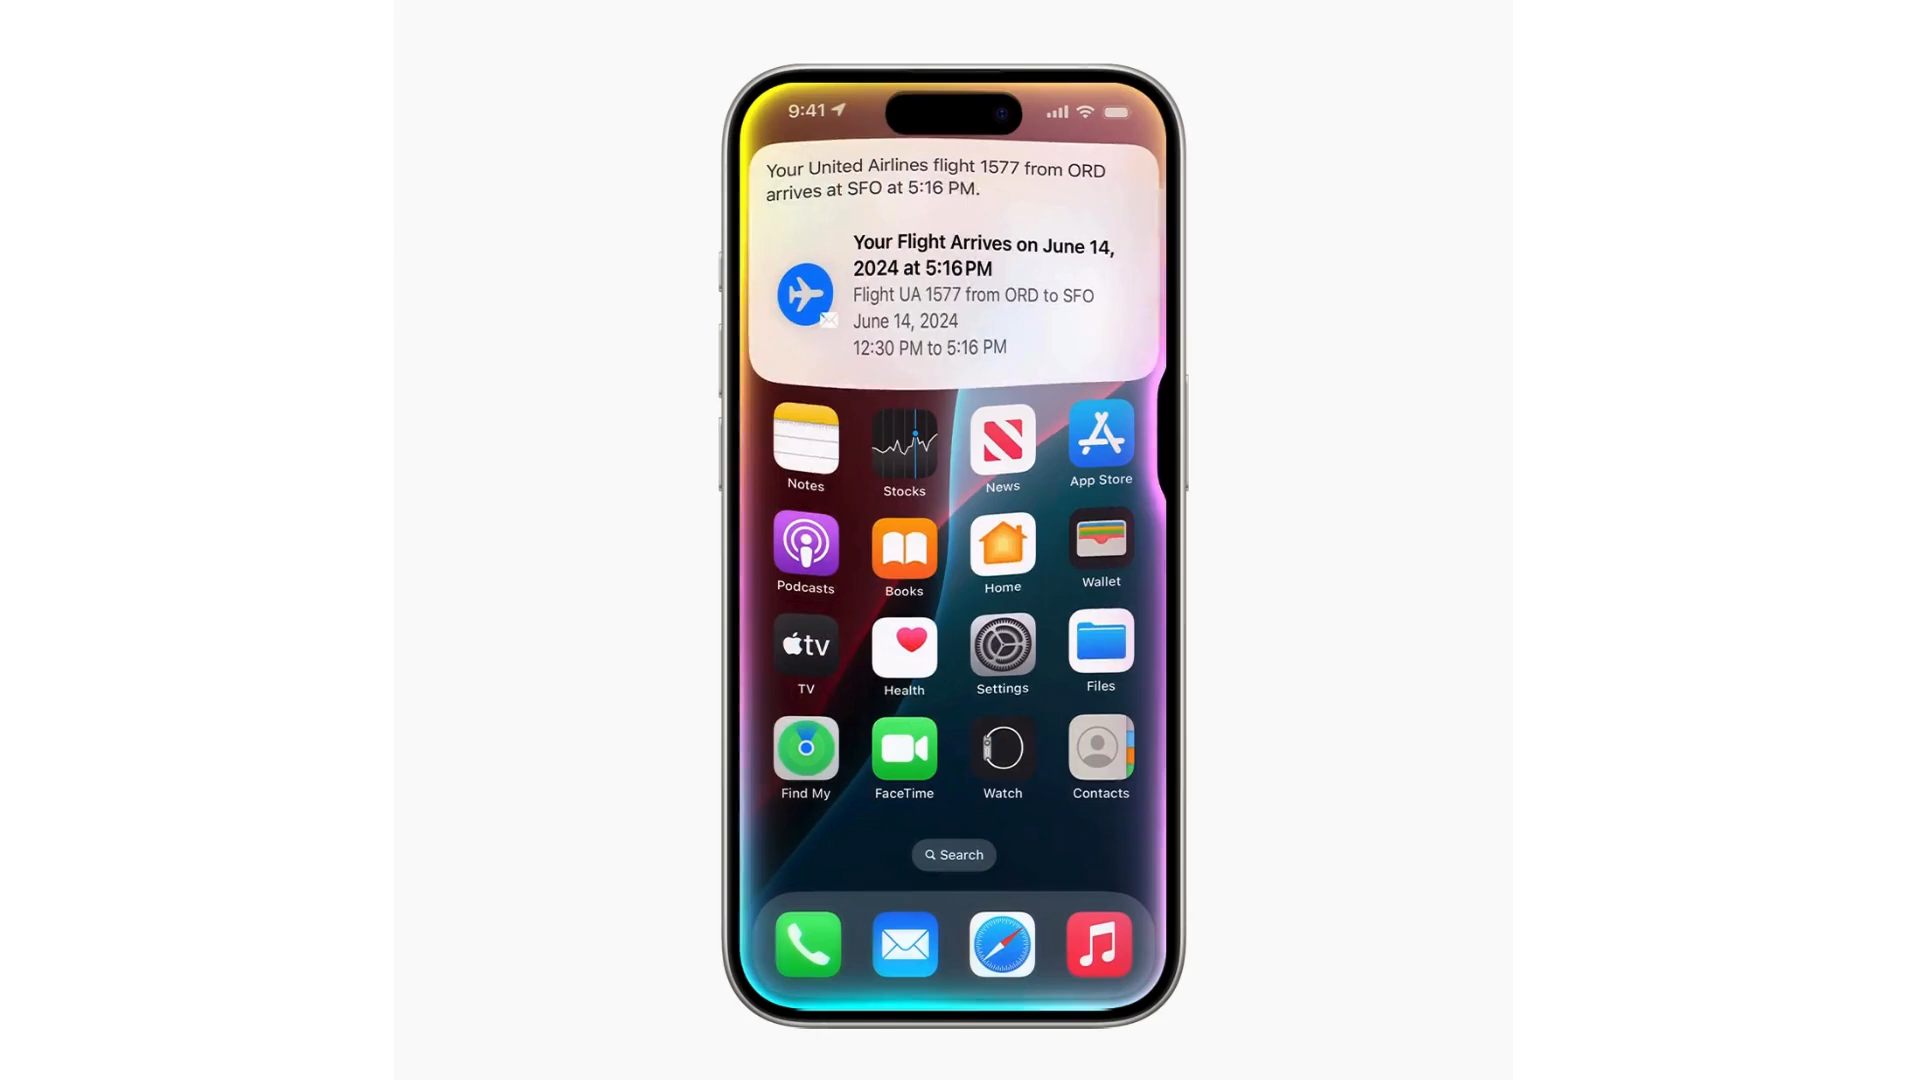 9:41
Your United Airlines flight 1577 from ORD
arrives at SFO at 5:16 PM.
Your Flight Arrives on June 14,
2024 at 5:16 PM
Flight UA 1577 from ORD to SFO
June 14, 2024
12:30 PM to 5:16 PM
Notes Stocks News App Store
Podcasts Books Home Wallet
tv
TV Health Settings Files
Find My FaceTime Watch Contacts
Search